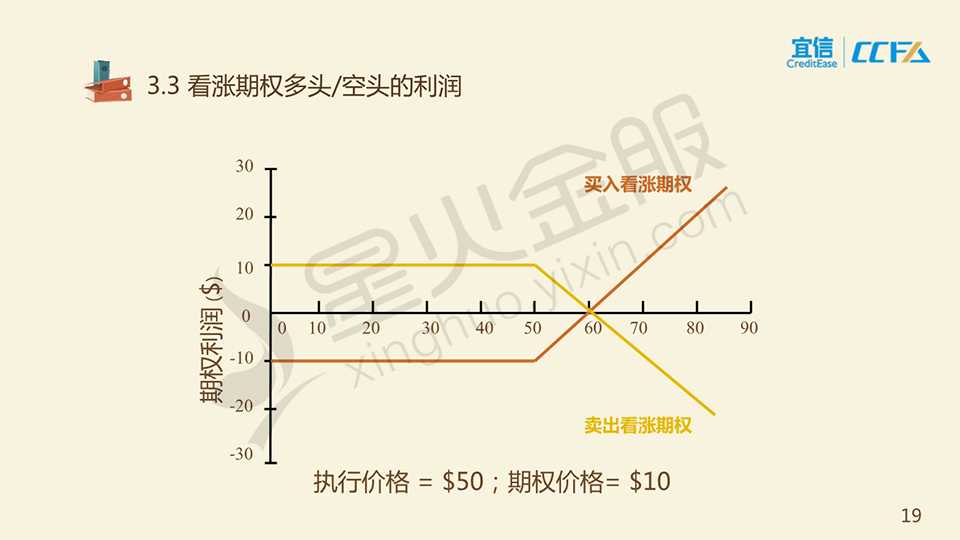 宜信
CreditEase
CCFA
3.3 看涨期权多头/空头的利润
星火金服
xinghuo.yixin.com
买入看涨期权
卖出看涨期权
期权利润 ($)
30
20
10
0
-10
-20
-30
0 10 20 30 40 50 60 70 80 90
执行价格 = $50；期权价格= $10
19